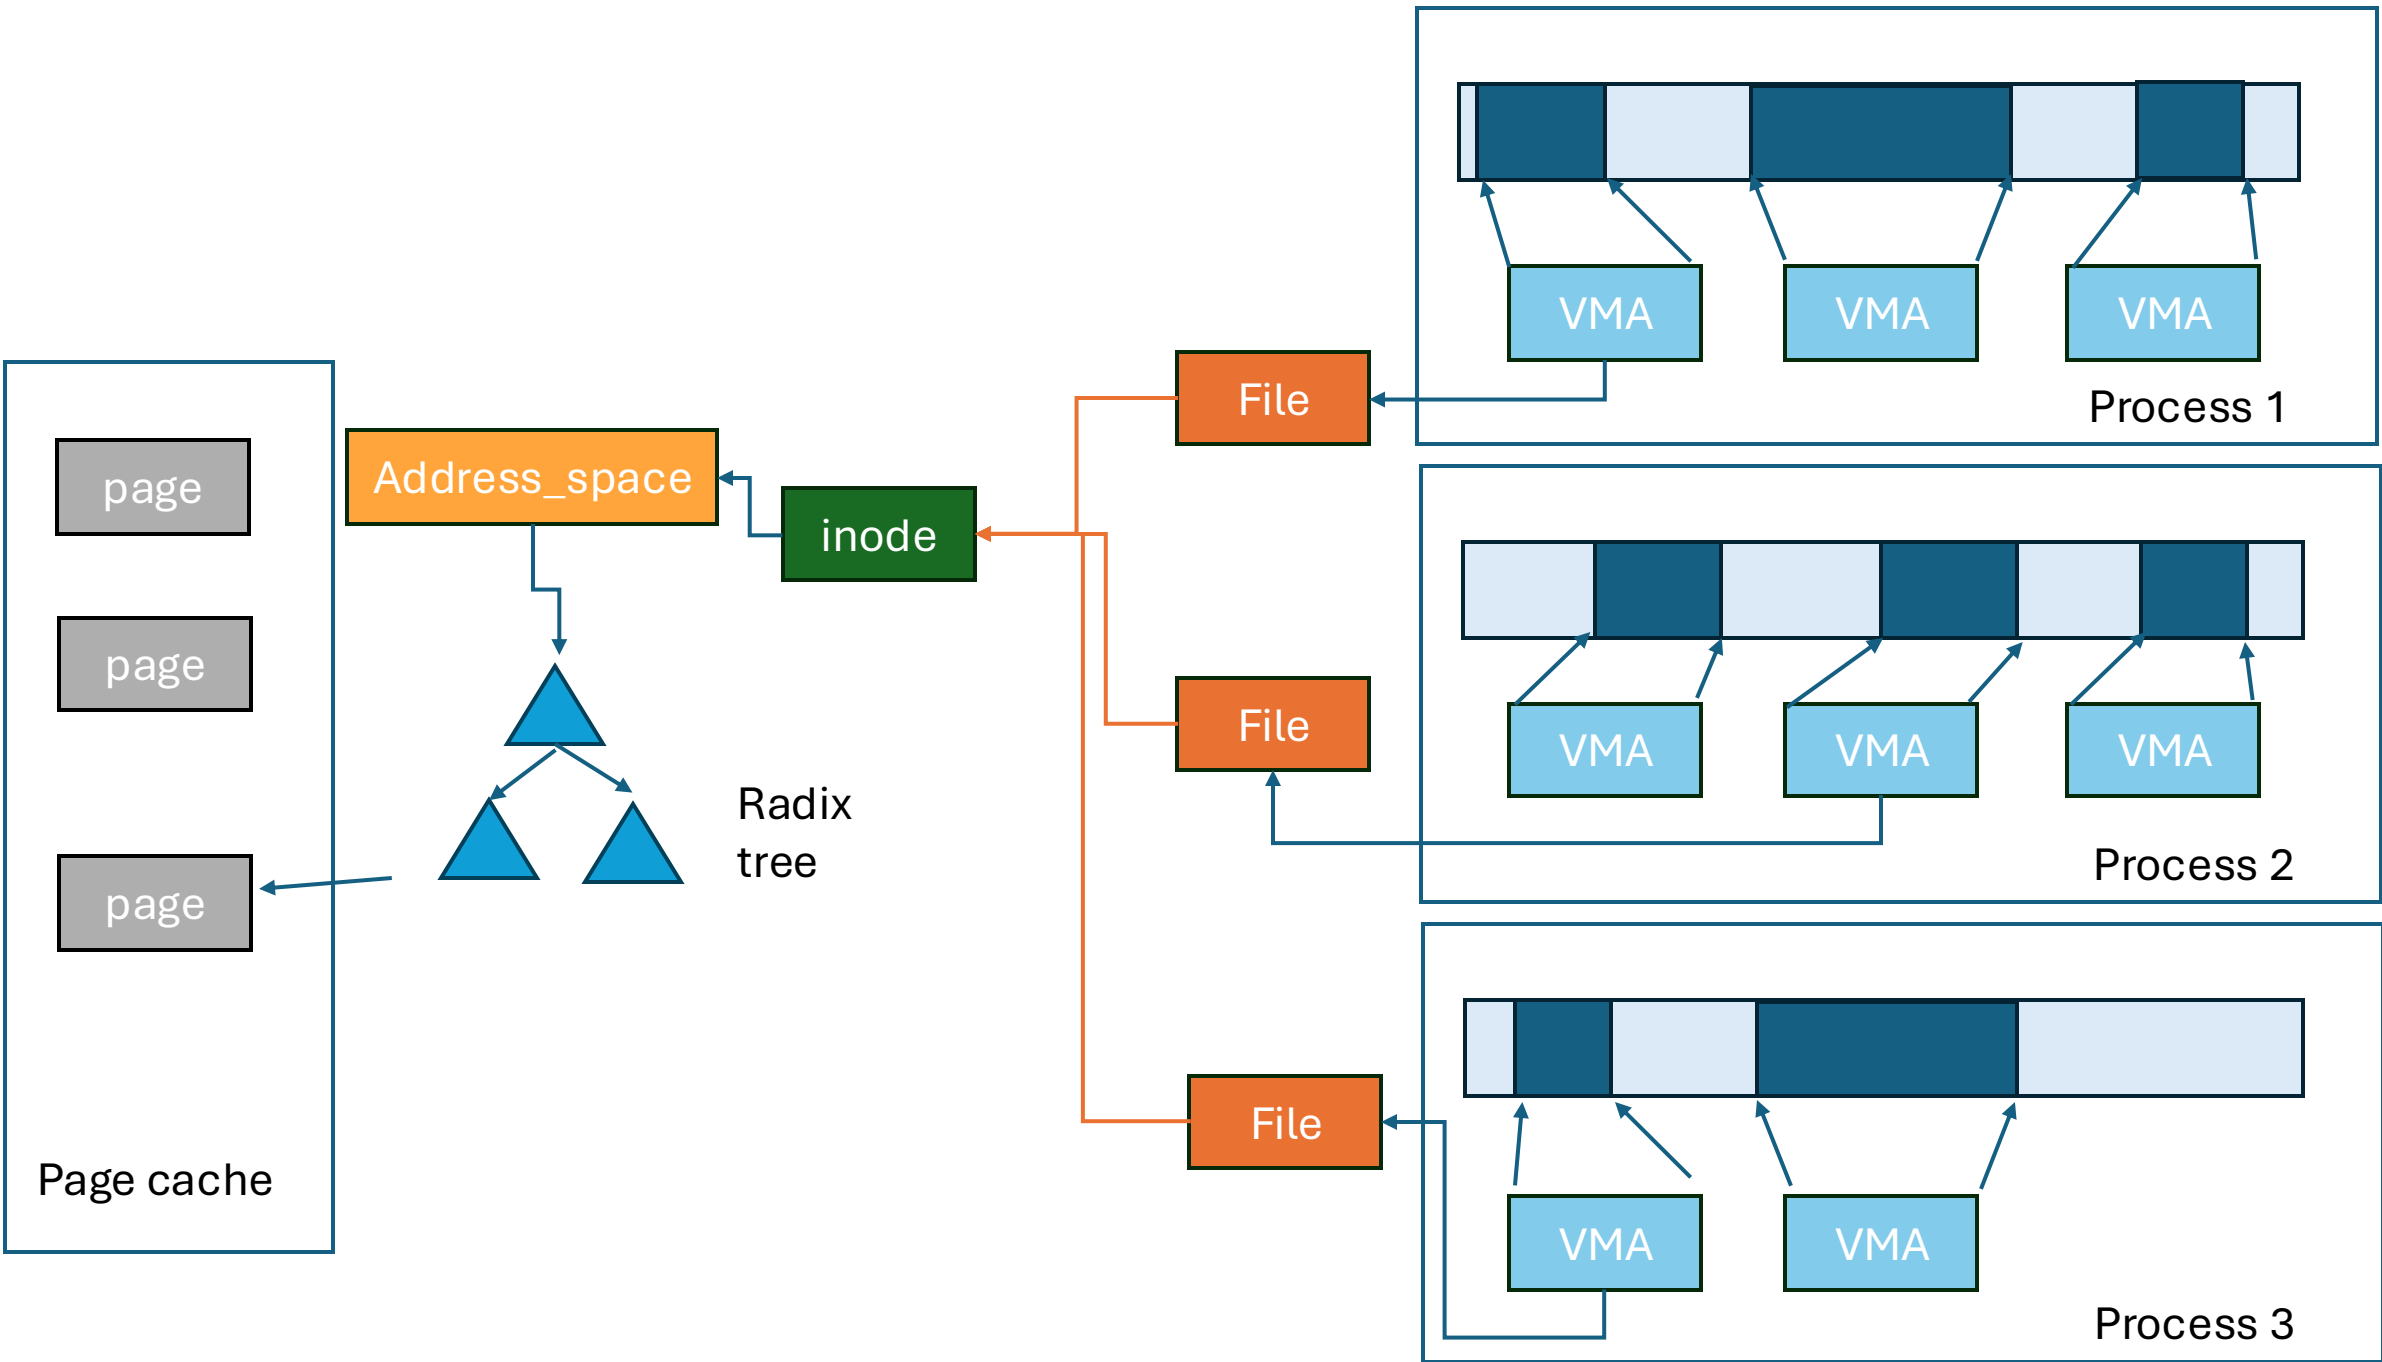 VMA
VMA
VMA
Process 1
File
Address_space
inode
page
page
page
Page cache
Radix
tree
File
VMA
VMA
VMA
Process 2
File
VMA
VMA
Process 3